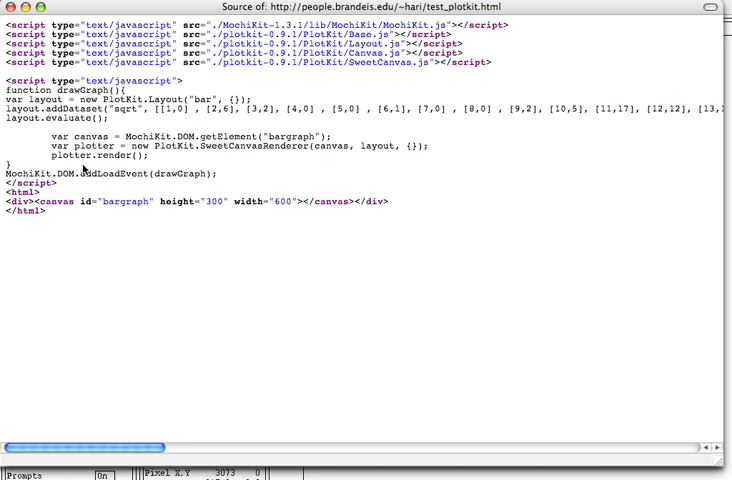 Source of: http://people.brandeis.edu/~hari/test_plotkit.html
<script type="text/javascript" src="./MochiKit-1.3.1/lib/MochiKit/MochiKit.js"></script>
<script type="text/javascript" src="./plotkit-0.9.1/PlotKit/Base.js"></script>
<script type="text/javascript" src="./plotkit-0.9.1/PlotKit/Layout.js"></script>
<script type="text/javascript" src="./plotkit-0.9.1/PlotKit/Canvas.js"></script>
<script type="text/javascript" src="./plotkit-0.9.1/PlotKit/SweetCanvas.js"></script>
<script type="text/javascript">
function drawGraph(){
var layout = new PlotKit.Layout("bar", {});
layout.addDataset("sqrt", [[1,0] , [2,6], [3,2], [4,0] , [5,0] , [6,1], [7,0] , [8,0] , [9,2], [10,5], [11,17], [12,12], [13,
layout.evaluate();
var canvas = MochiKit.DOM.getElement("bargraph");
var plotter = new PlotKit.SweetCanvasRenderer(canvas, layout, {});
plotter.render();
}
MochiKit.DOM.addLoadEvent(drawGraph);
</script>
<html>
<div><canvas id="bargraph" height="300" width="600"></canvas></div>
</html>
Prompts On Pixel X,Y 3073 0